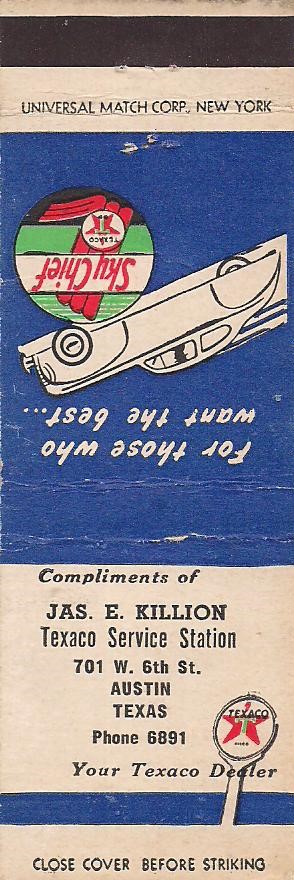 UNIVERSAL MATCH CORP., NEW YORK
For those who
want the best...
Sky Chief
TEXACO
T
Compliments of
JAS. E. KILLION
Texaco Service Station
701 W. 6th St.
AUSTIN
TEXAS
Phone 6891
TEXACO
T
Your Texaco Dealer
CLOSE COVER BEFORE STRIKING